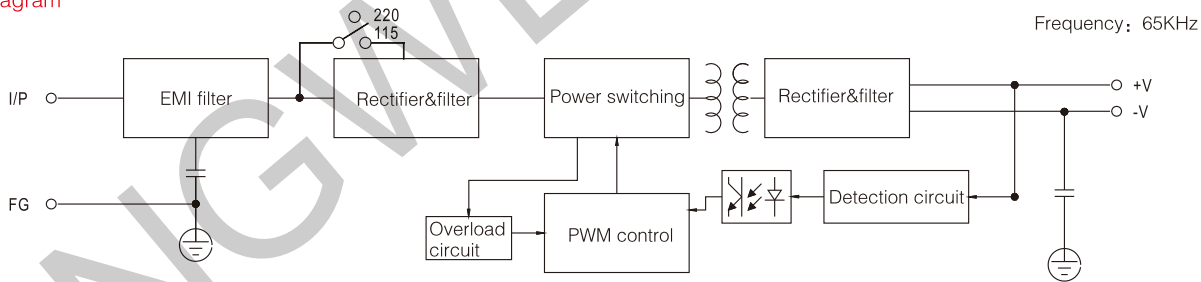 agram
220
115
Frequency：65KHz
I/P
EMI filter
Rectifier&filter
Power switching
Rectifier&filter
+V
-V
FG
Overload
circuit
PWM control
Detection circuit